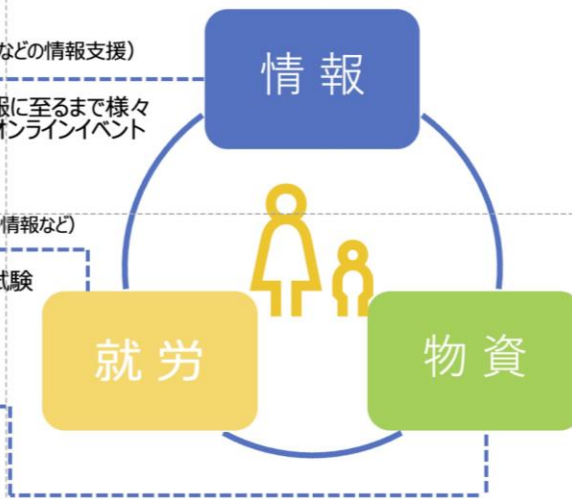 などの情報支援)
情報
報に至るまで様々
オンラインイベント
情報など)
試験
就労
物資